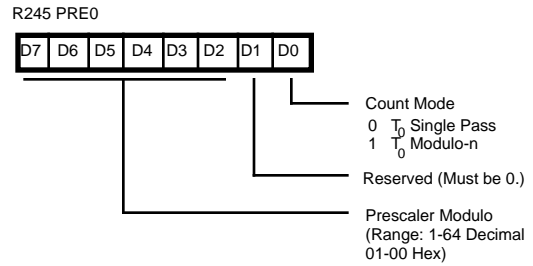 R245 PRE0
D7 D6 D5 D4 D3 D2 D1 D0
Count Mode
0 T0 Single Pass
1 T0 Modulo-n
Reserved (Must be 0.)
Prescaler Modulo
(Range: 1-64 Decimal
01-00 Hex)